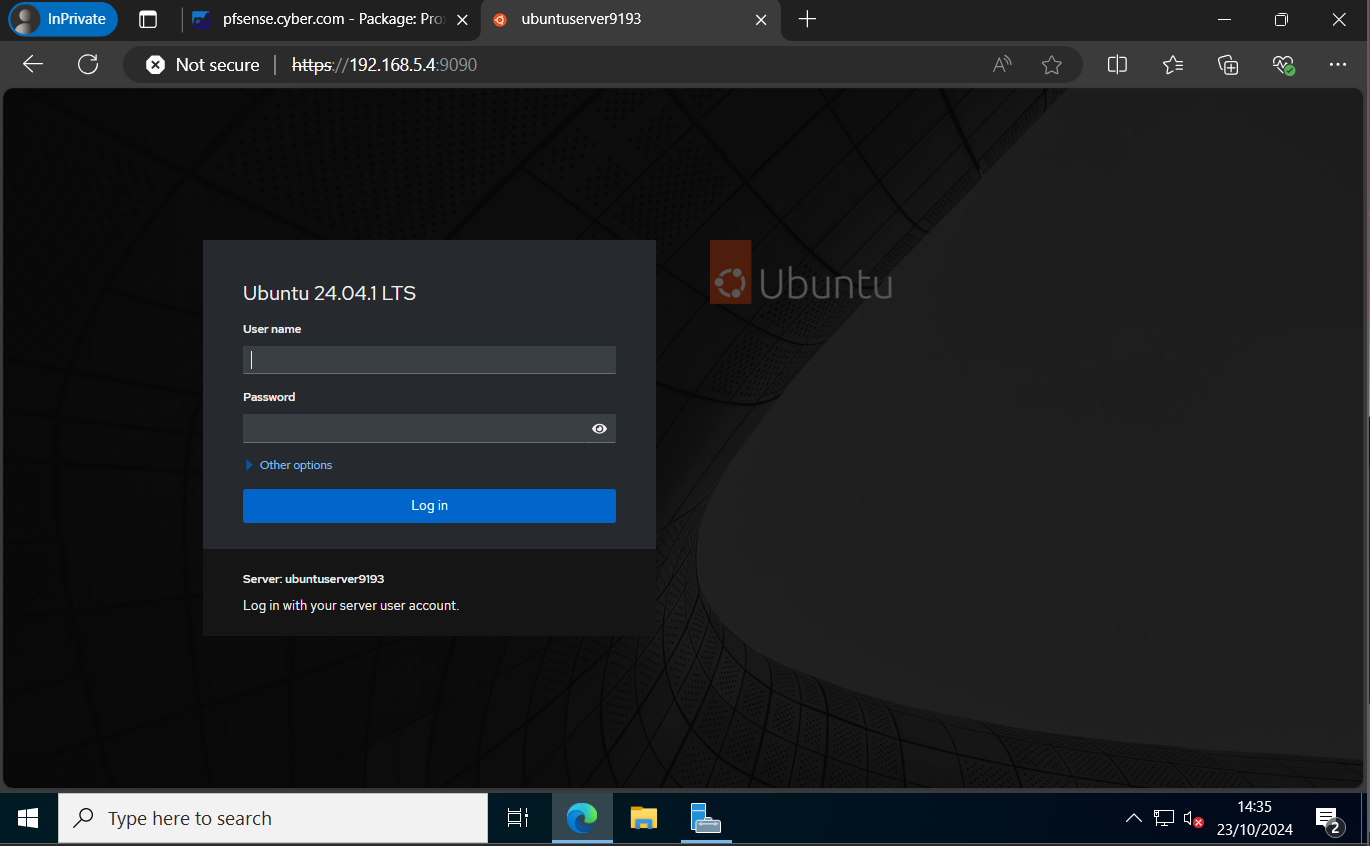 InPrivate
pfsense.cyber.com - Package: Pro
ubuntuserver9193
Not secure
https://192.168.5.4:9090
Ubuntu
Ubuntu 24.04.1 LTS
User name
Password
Other options
Log in
Server: ubuntuserver9193
Log in with your server user account.
Type here to search
14:35
23/10/2024
2